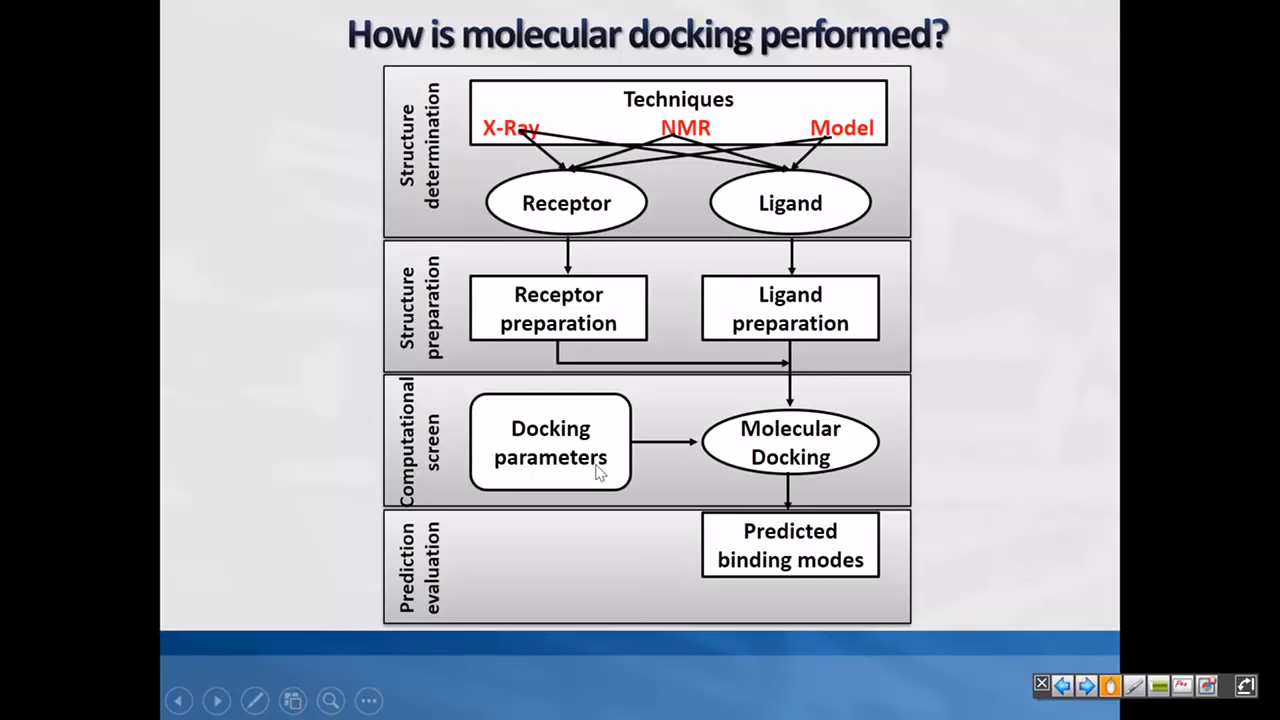 How is molecular docking performed?
Structure
determination
Techniques
X-Ray
NMR
Model
Receptor
Ligand
Structure
preparation
Receptor
preparation
Ligand
preparation
Computational
screen
Docking
parameters
Molecular
Docking
Prediction
evaluation
Predicted
binding modes